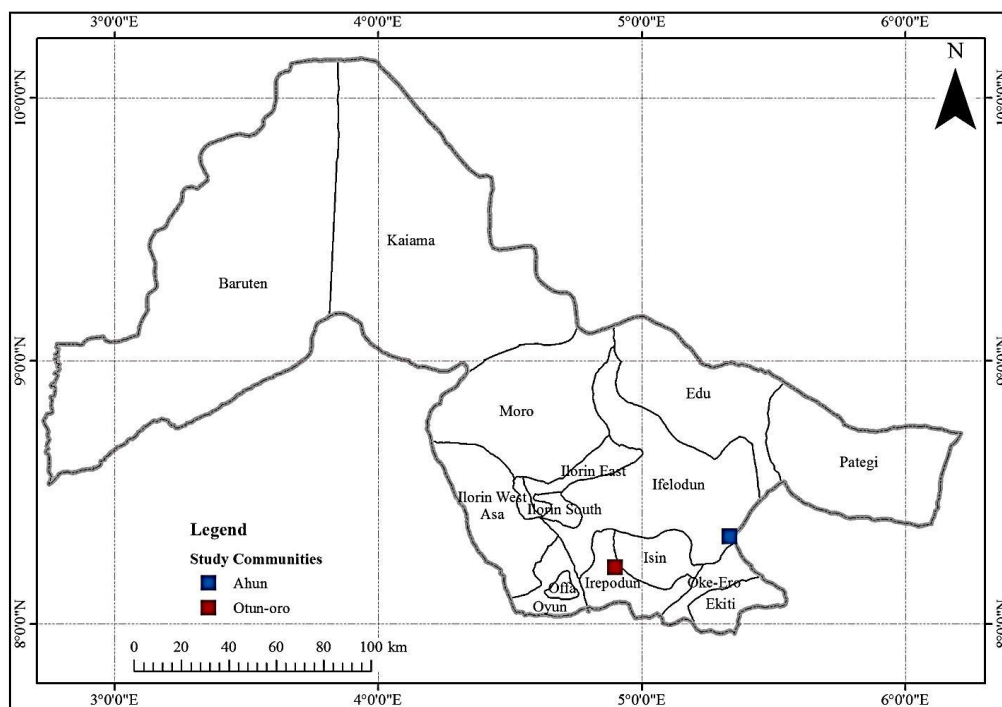 3°0'0"E 4°0'0"E 5°0'0"E 6°0'0"E
N
10°0'0"N 10°0'0"N
Kaiama
Baruten
9°0'0"N 9°0'0"N
Edu
Moro
Pategi
Ilorin East
Ifelodun
Ilorin West
Ilorin South
Asa
Legend
Study Communities
Isin
Ahun
Offa
Irepodun
Oke-Ero
Otun-oro
Oyun
Ekiti
8°0'0"N 8°0'0"N
0 20 40 60 80 100 km
3°0'0"E 4°0'0"E 5°0'0"E 6°0'0"E